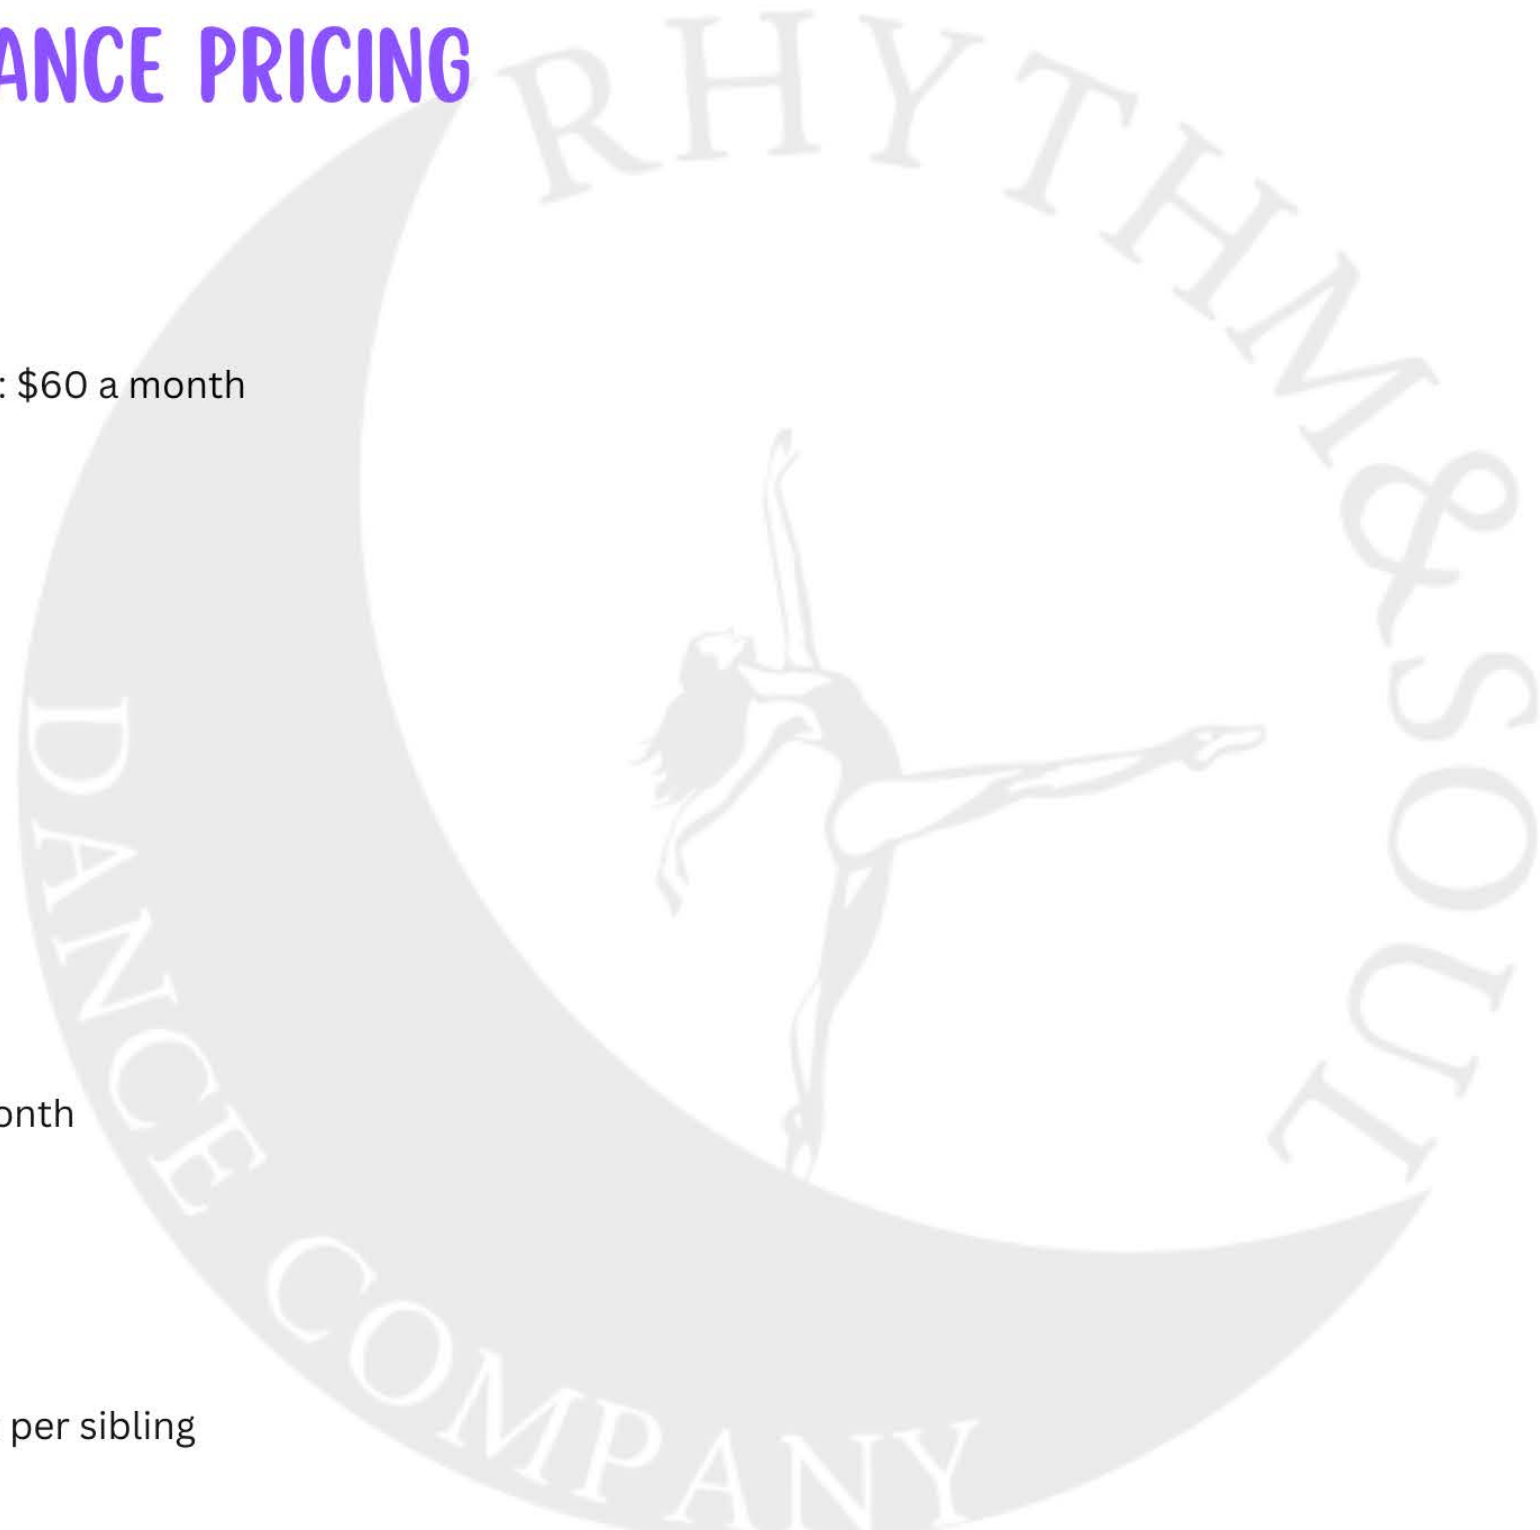 ANCE PRICING
RHYTHM & SOUL
: $60 a month
DANCE COMPANY
onth
per sibling